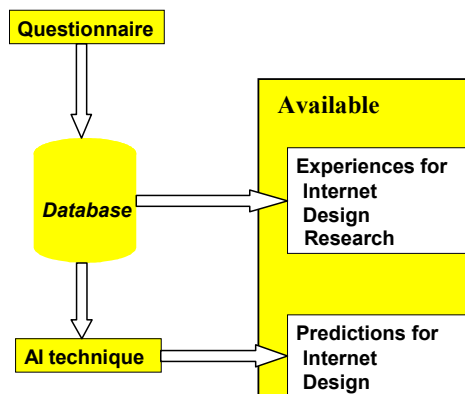 Questionnaire
Available
Experiences for
Internet
Design
Research
Database
Predictions for
Internet
Design
AI technique